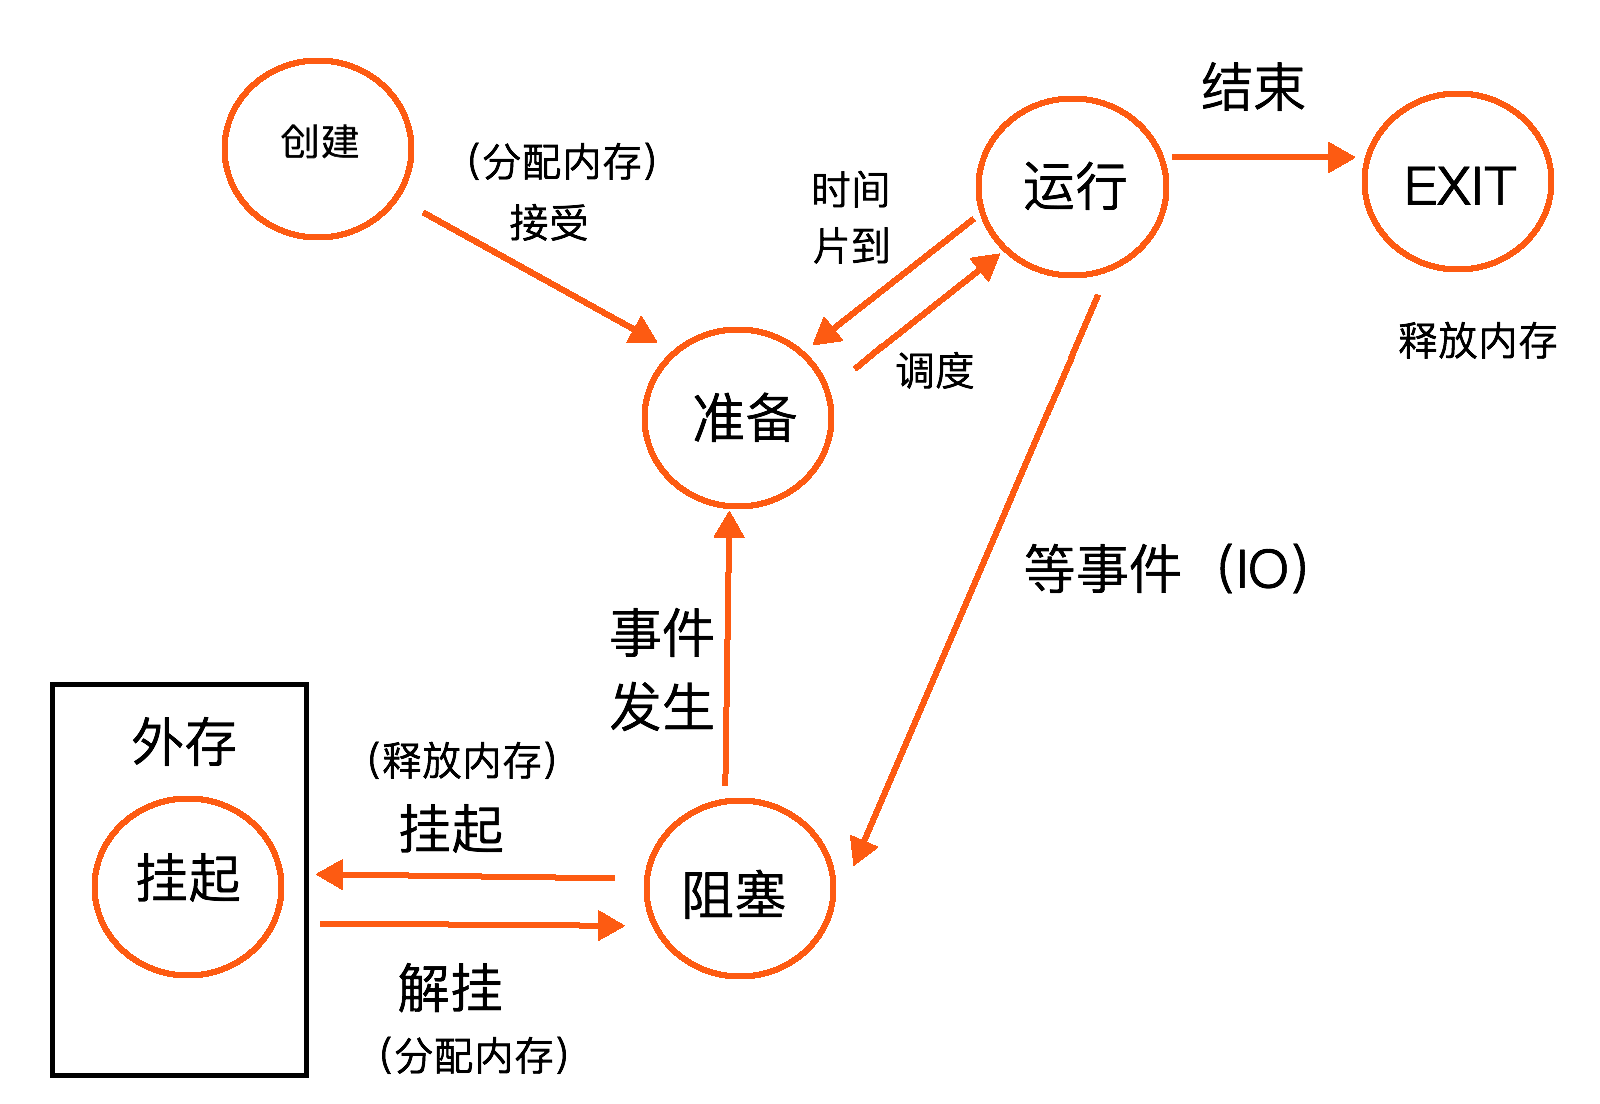 创建
(分配内存)
接受
时间
片到
调度
运行
结束
EXIT
释放内存
准备
等事件 (IO)
事件
发生
外存
挂起
(释放内存)
挂起
解挂
(分配内存)
阻塞